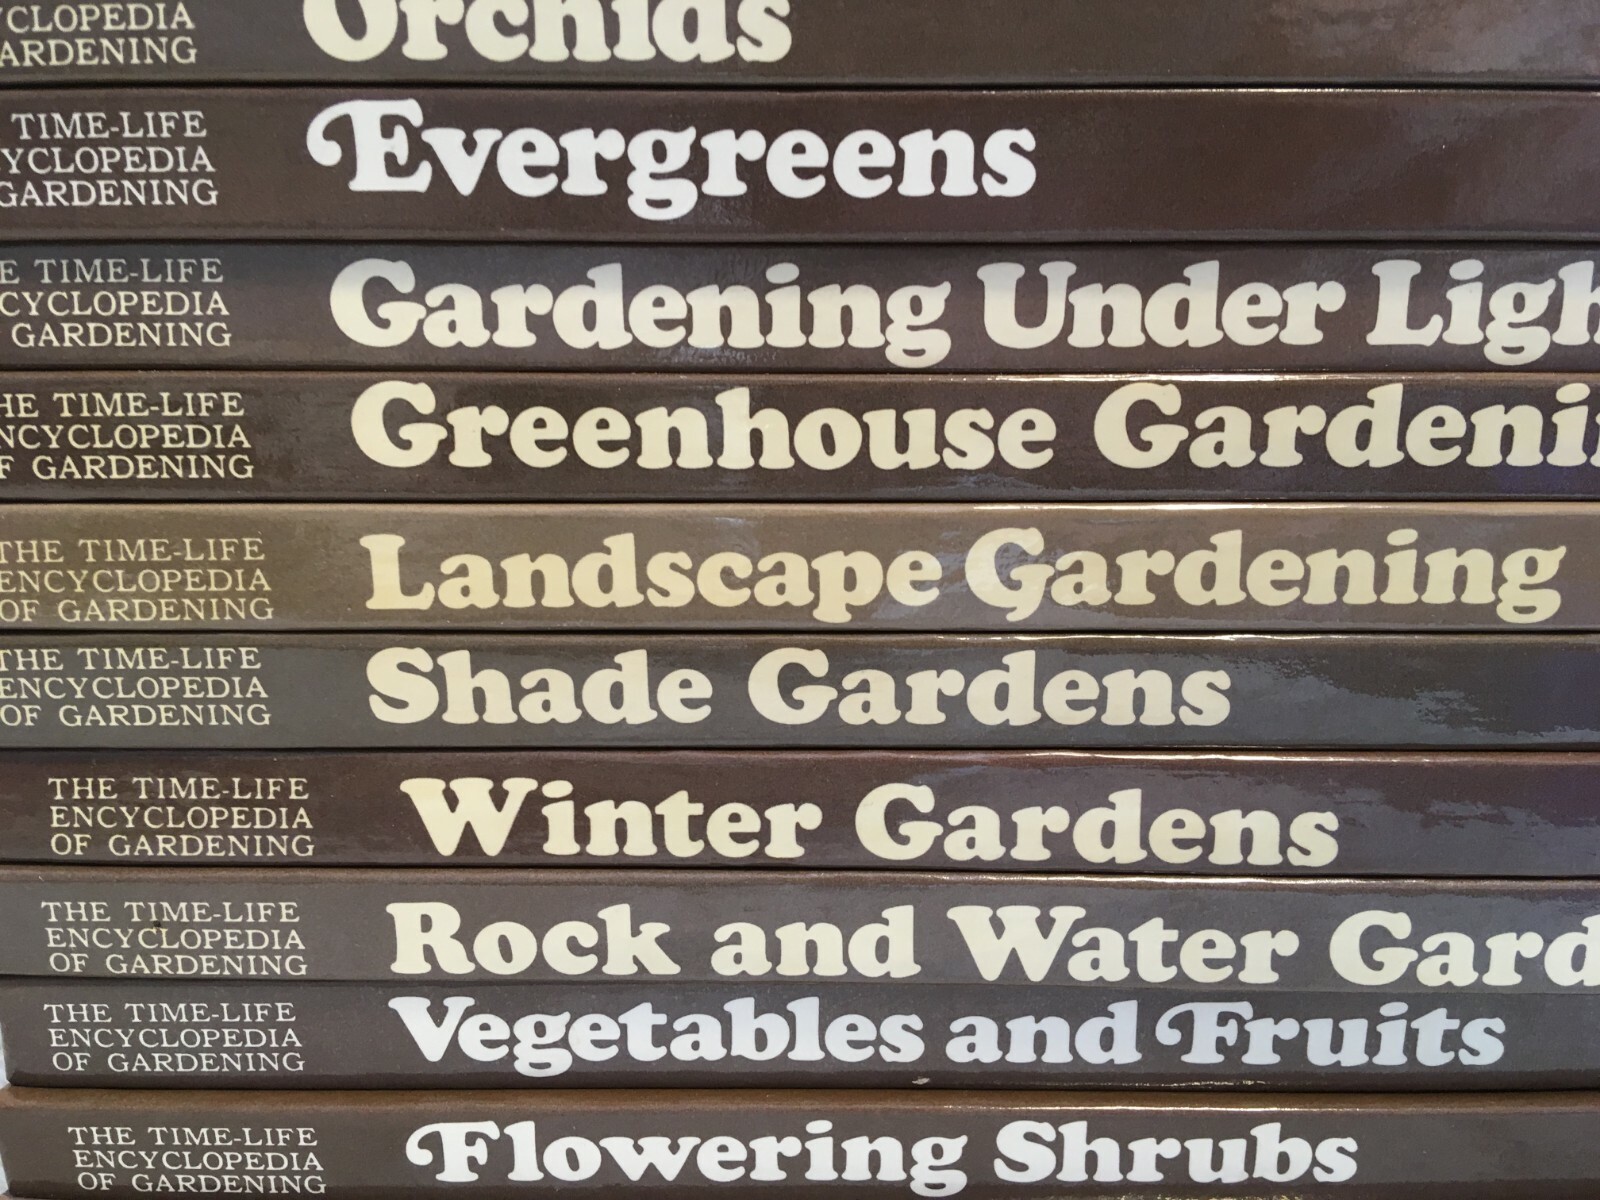 CLOPEDIA
ARDENING
Orchids
TIME-LIFE
YCLOPEDIA
GARDENING
Evergreens
E TIME-LIFE
CYCLOPEDIA
GARDENING
Gardening Under Ligh
HE TIME-LIFE
NCYCLOPEDIA
F GARDENING
Greenhouse Gardeni
THE TIME-LIFE
ENCYCLOPEDIA
OF GARDENING
Landscape Gardening
THE TIME-LIFE
ENCYCLOPEDIA
OF GARDENING
Shade Gardens
THE TIME-LIFE
ENCYCLOPEDIA
OF GARDENING
Winter Gardens
THE TIME-LIFE
ENCYCLOPEDIA
OF GARDENING
Rock and Water Gard
THE TIME-LIFE
ENCYCLOPEDIA
OF GARDENING
Vegetables and Fruits
THE TIME-LIFE
ENCYCLOPEDIA
OF GARDENING
Flowering Shrubs